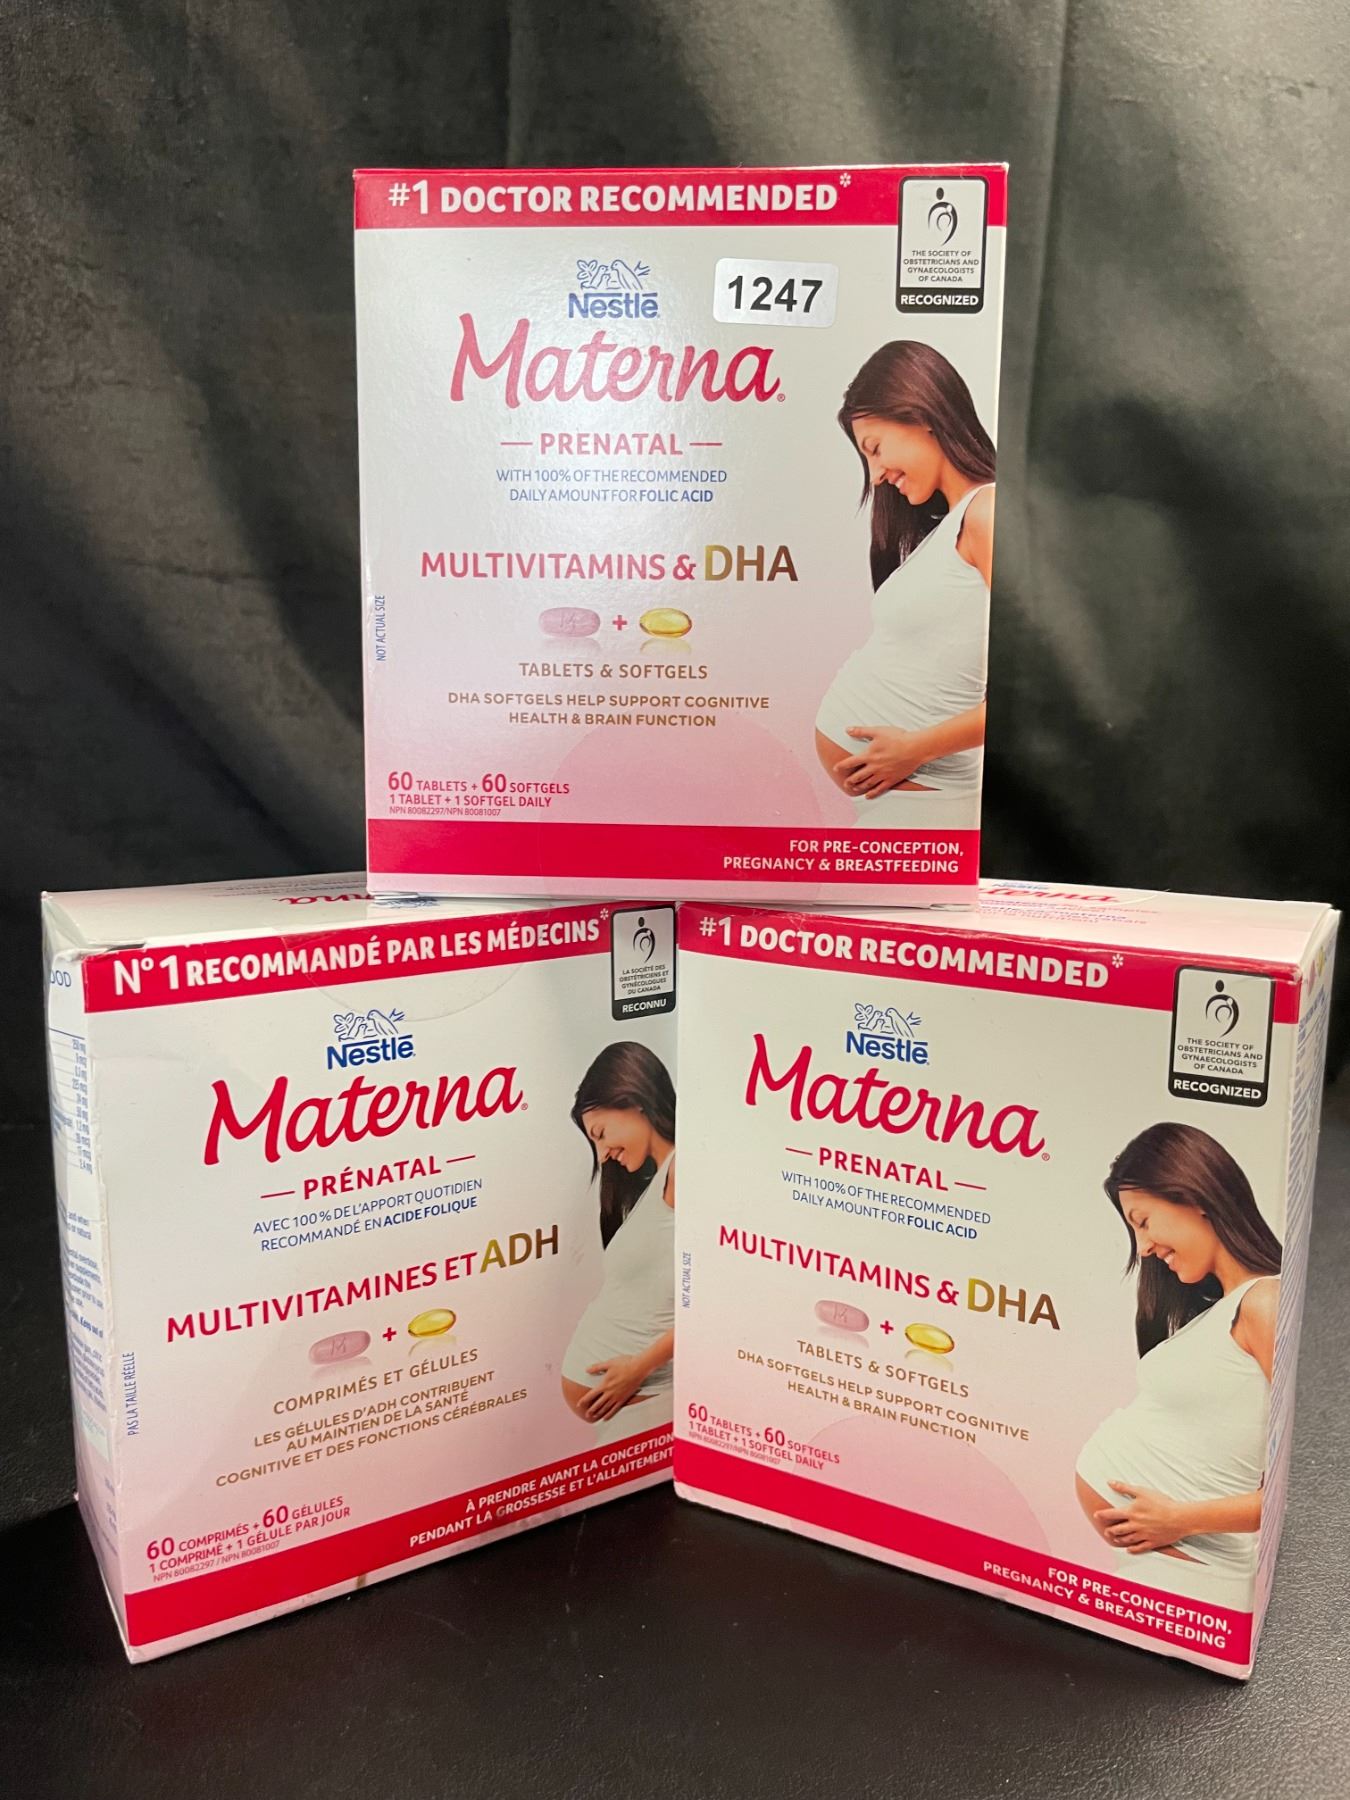 #1 DOCTOR RECOMMENDED*
THE SOCIETY OF
OBSTETRICIANS AND
GYNAECOLOGISTS
OF CANADA
RECOGNIZED
Nestlé
1247
Materna®
PRENATAL
WITH 100% OF THE RECOMMENDED
DAILY AMOUNT FOR FOLIC ACID
MULTIVITAMINS & DHA
+
TABLETS & SOFTGELS
DHA SOFTGELS HELP SUPPORT COGNITIVE
HEALTH & BRAIN FUNCTION
NOT ACTUAL SIZE
60 TABLETS + 60 SOFTGELS
1 TABLET + 1 SOFTGEL DAILY
NPN 80082297/NPN 80081007
FOR PRE-CONCEPTION,
PREGNANCY & BREASTFEEDING
N° 1 RECOMMANDÉ PAR LES MÉDECINS*
LA SOCIÉTÉ DES
OBSTÉTRICIENS ET
GYNÉCOLOGUES
DU CANADA
RECONNU
Nestlé
Materna®
PRÉNATAL
AVEC 100 % DE L'APPORT QUOTIDIEN
RECOMMANDÉ EN ACIDE FOLIQUE
MULTIVITAMINES ET ADH
+
COMPRIMÉS ET GÉLULES
LES GÉLULES D'ADH CONTRIBUENT
AU MAINTIEN DE LA SANTÉ
COGNITIVE ET DES FONCTIONS CÉRÉBRALES
PAS LA TAILLE RÉELLE
60 COMPRIMÉS + 60 GÉLULES
1 COMPRIMÉ + 1 GÉLULE PAR JOUR
NPN 80082297 / NPN 80081007
À PRENDRE AVANT LA CONCEPTION
PENDANT LA GROSSESSE ET L'ALLAITEMENT
#1 DOCTOR RECOMMENDED*
THE SOCIETY OF
OBSTETRICIANS AND
GYNAECOLOGISTS
OF CANADA
RECOGNIZED
Nestlé
Materna®
PRENATAL
WITH 100% OF THE RECOMMENDED
DAILY AMOUNT FOR FOLIC ACID
MULTIVITAMINS & DHA
+
TABLETS & SOFTGELS
DHA SOFTGELS HELP SUPPORT COGNITIVE
HEALTH & BRAIN FUNCTION
NOT ACTUAL SIZE
60 TABLETS + 60 SOFTGELS
1 TABLET + 1 SOFTGEL DAILY
NPN 80082297/NPN 80081007
FOR PRE-CONCEPTION,
PREGNANCY & BREASTFEEDING